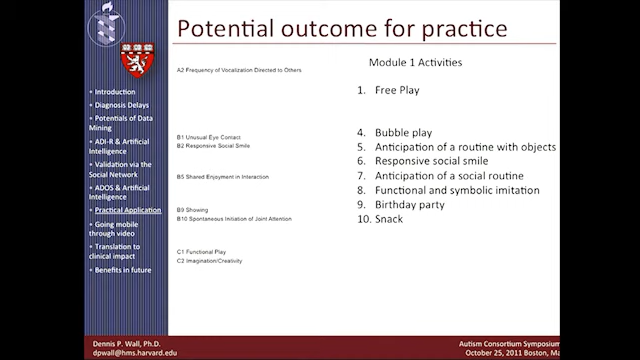 Potential outcome for practice
• Introduction
• Diagnosis Delays
• Potentials of Data
Mining
• ADI-R & Artificial
Intelligence
• Validation via the
Social Network
• ADOS & Artificial
Intelligence
• Practical Application
• Going mobile
through video
• Translation to
clinical impact
• Benefits in future
A2 Frequency of Vocalization Directed to Others
B1 Unusual Eye Contact
B2 Responsive Social Smile
B5 Shared Enjoyment in Interaction
B9 Showing
B10 Spontaneous Initiation of Joint Attention
C1 Functional Play
C2 Imagination/Creativity
Module 1 Activities
1. Free Play
4. Bubble play
5. Anticipation of a routine with objects
6. Responsive social smile
7. Anticipation of a social routine
8. Functional and symbolic imitation
9. Birthday party
10. Snack
Dennis P. Wall, Ph.D.
dpwall@hms.harvard.edu
Autism Consortium Symposium
October 25, 2011 Boston, Ma